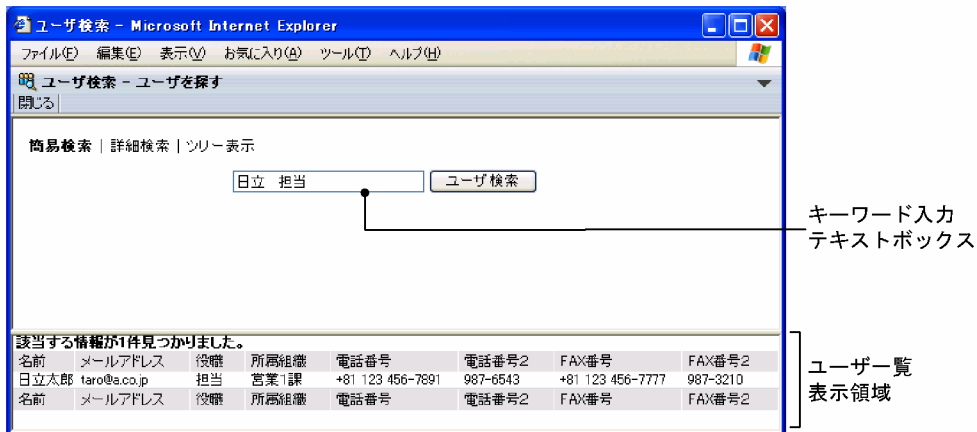 ユーザ検索 - Microsoft Internet Explorer
ファイル(F) 編集(E) 表示(V) お気に入り(A) ツール(T) ヘルプ(H)
ユーザ検索 - ユーザを探す
閉じる
簡易検索 | 詳細検索 | ツリー表示
日立 担当 ユーザ検索
キーワード入力
テキストボックス
該当する情報が1件見つかりました。
名前 メールアドレス 役職 所属組織 電話番号 電話番号2 FAX番号 FAX番号2
日立太郎 taro@a.co.jp 担当 営業1課 +81 123 456-7891 987-6543 +81 123 456-7777 987-3210
名前 メールアドレス 役職 所属組織 電話番号 電話番号2 FAX番号 FAX番号2
ユーザ一覧
表示領域